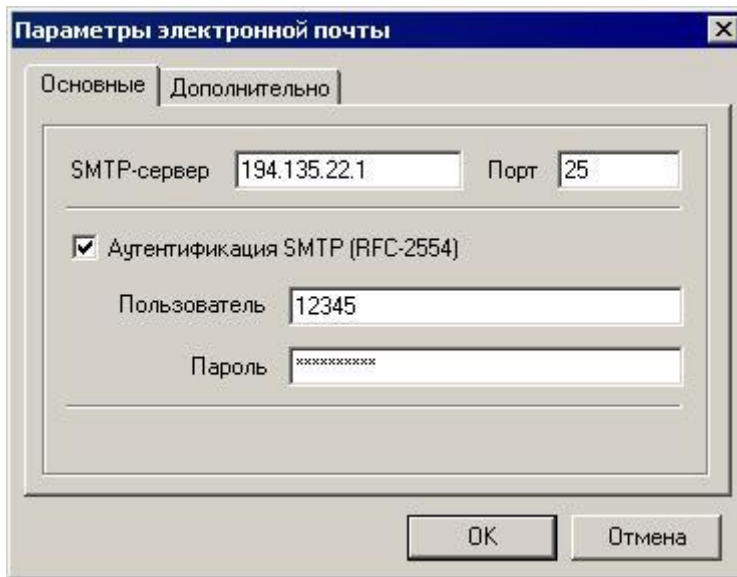 Параметры электронной почты
Основные Дополнительно
SMTP-сервер 194.135.22.1 Порт 25
Аутентификация SMTP (RFC-2554)
Пользователь 12345
Пароль **********
OK Отмена